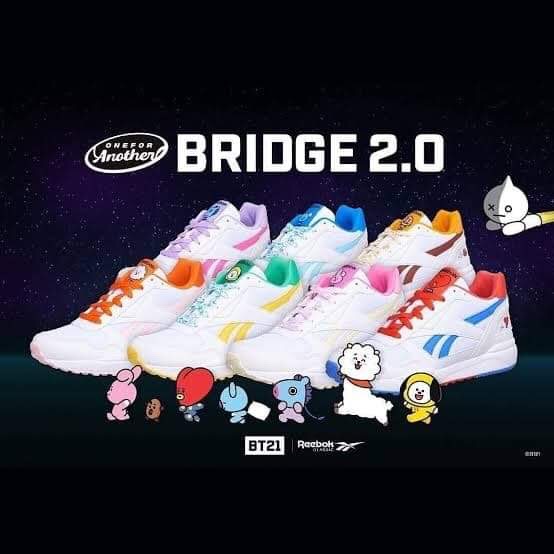 ONE FOR
Another
BRIDGE 2.0
BT21
Reebok
CLASSIC
©BT21